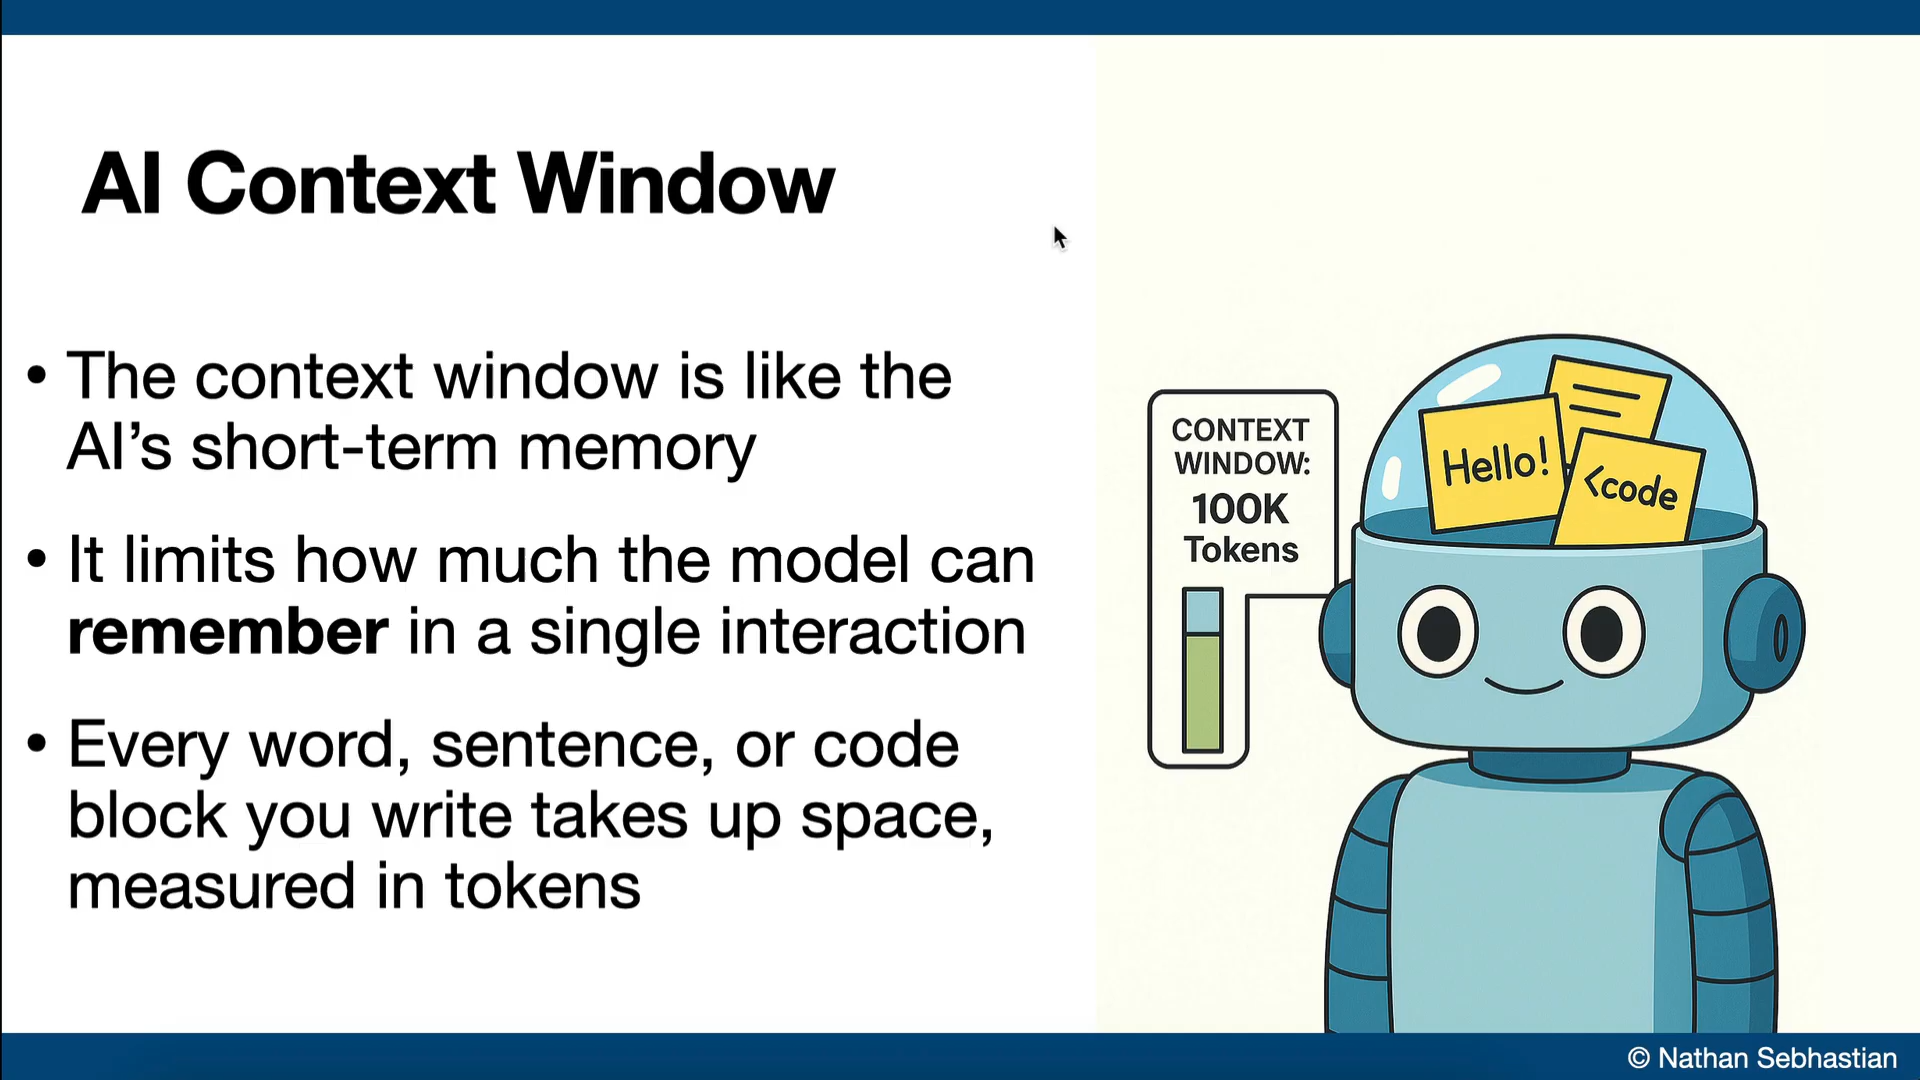 AI Context Window
• The context window is like the
AI’s short-term memory
• It limits how much the model can
remember in a single interaction
• Every word, sentence, or code
block you write takes up space,
measured in tokens
CONTEXT
WINDOW:
100K
Tokens
Hello!
<code
© Nathan Sebhastian